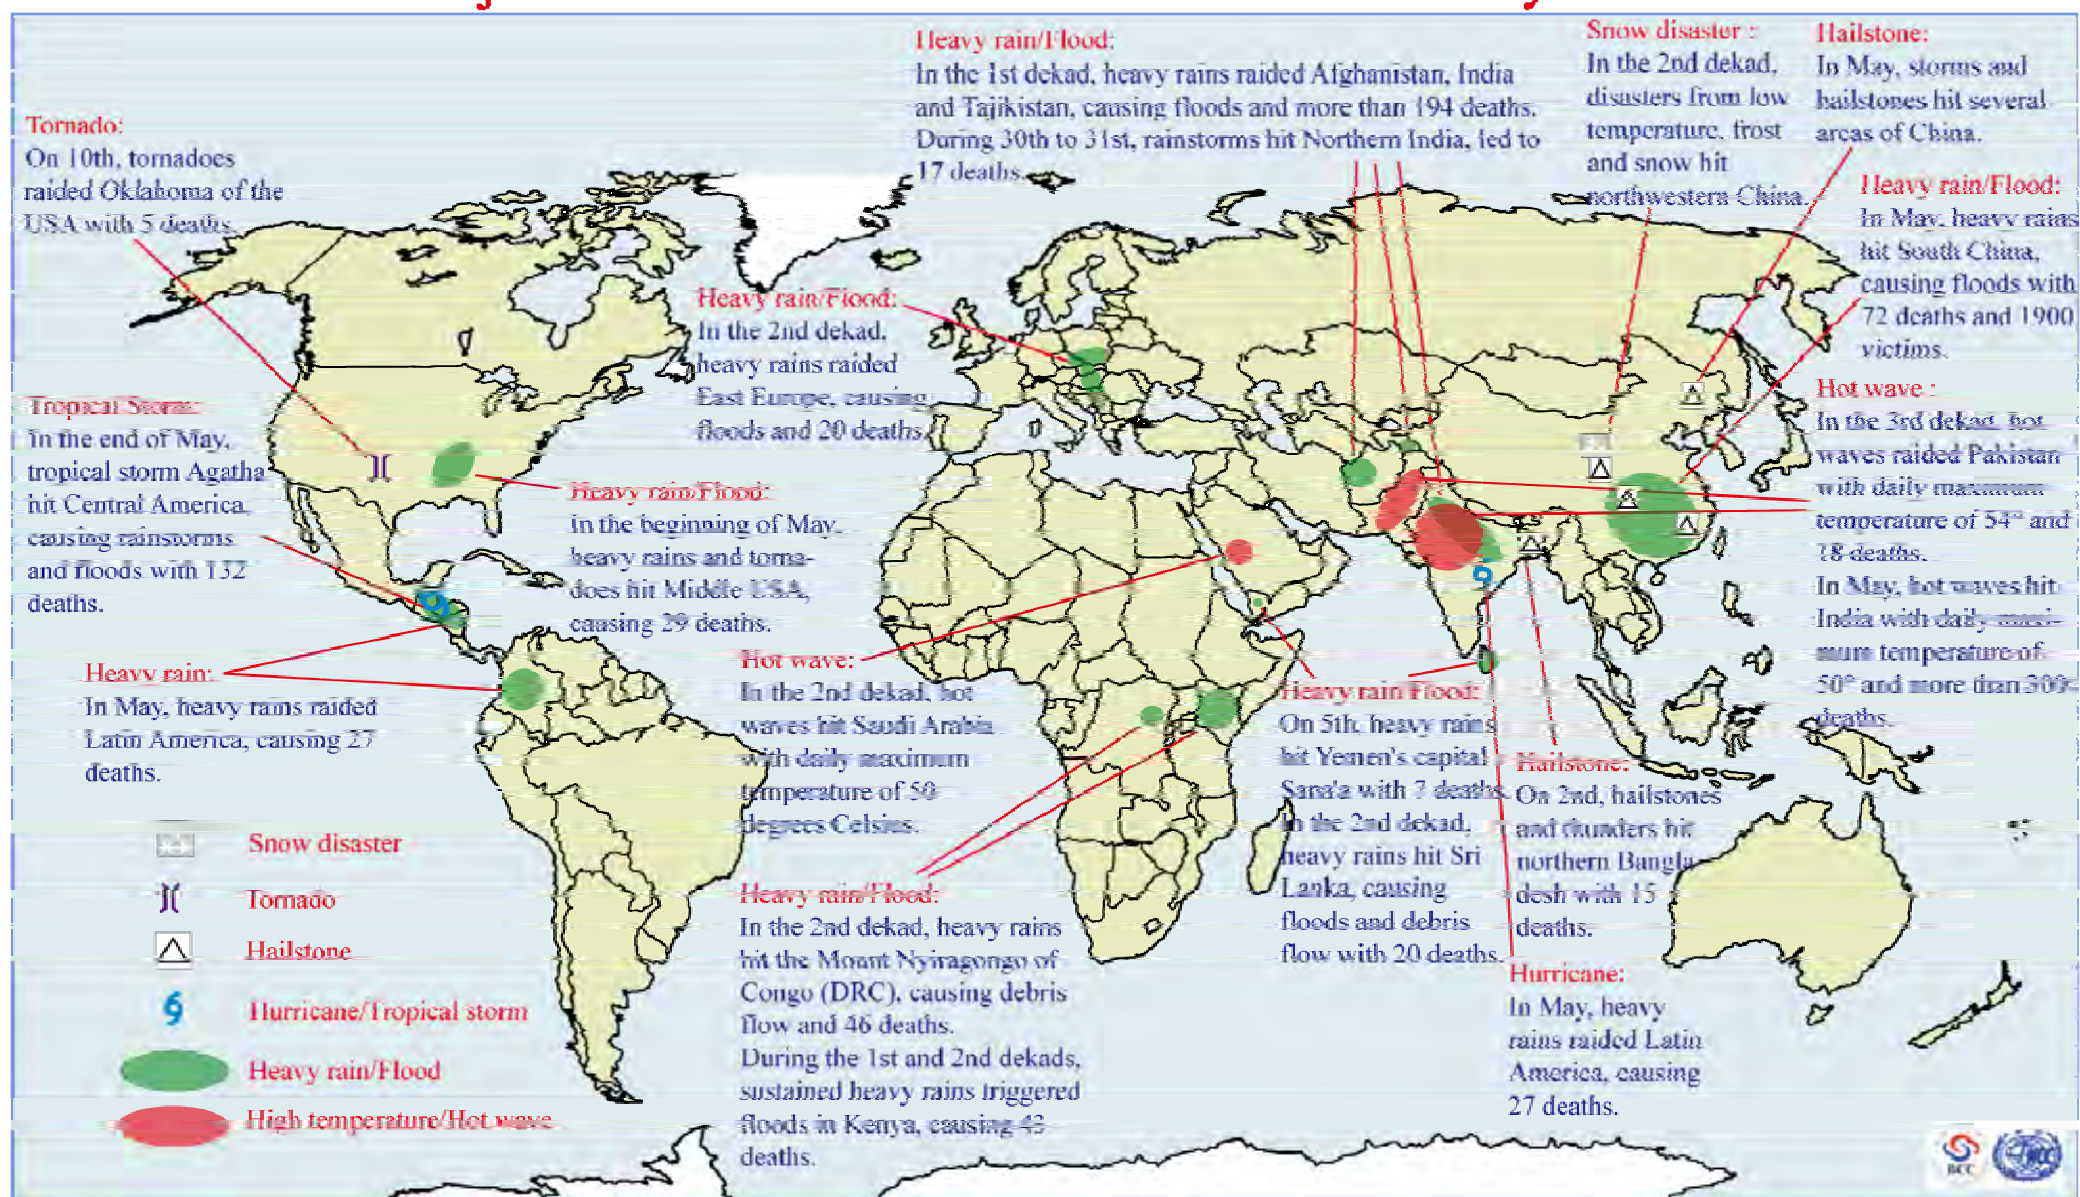 Tornado:
On 10th, tornadoes
raided Oklahoma of the
USA with 5 deaths.
Heavy rain/Flood:
In the 1st dekad, heavy rains raided Afghanistan, India
and Tajikistan, causing floods and more than 194 deaths.
During 30th to 31st, rainstorms hit Northern India, led to
17 deaths.
Snow disaster :
In the 2nd dekad,
disasters from low
temperature, frost
and snow hit
northwestern China.
Hailstone:
In May, storms and
hailstones hit several
areas of China.
Heavy rain/Flood:
In May, heavy rains
hit South China,
causing floods with
72 deaths and 1900
victims.
Heavy rain/Flood:
In the 2nd dekad,
heavy rains raided
East Europe, causing
floods and 20 deaths.
Tropical Storm:
In the end of May,
tropical storm Agatha
hit Central America,
causing rainstorms
and floods with 132
deaths.
Heavy rain/Flood:
In the beginning of May,
heavy rains and torna-
does hit Middle USA,
causing 29 deaths.
Hot wave :
In the 3rd dekad, hot
waves raided Pakistan
with daily maximum
temperature of 54° and
18 deaths.
In May, hot waves hit
India with daily maxi-
mum temperature of
50° and more than 300
deaths.
Heavy rain:
In May, heavy rains raided
Latin America, causing 27
deaths.
Hot wave:
In the 2nd dekad, hot
waves hit Saudi Arabia
with daily maximum
temperature of 50
degrees Celsius.
Heavy rain/Flood:
On 5th, heavy rains
hit Yemen's capital
Sana'a with 7 deaths.
In the 2nd dekad,
heavy rains hit Sri
Lanka, causing
floods and debris
flow with 20 deaths.
Hailstone:
On 2nd, hailstones
and thunders hit
northern Bangla-
desh with 15
deaths.
Heavy rain/Flood:
In the 2nd dekad, heavy rains
hit the Mount Nyiragongo of
Congo (DRC), causing debris
flow and 46 deaths.
During the 1st and 2nd dekads,
sustained heavy rains triggered
floods in Kenya, causing 43
deaths.
Hurricane:
In May, heavy
rains raided Latin
America, causing
27 deaths.
Snow disaster
Tornado
Hailstone
Hurricane/Tropical storm
Heavy rain/Flood
High temperature/Hot wave
BCC